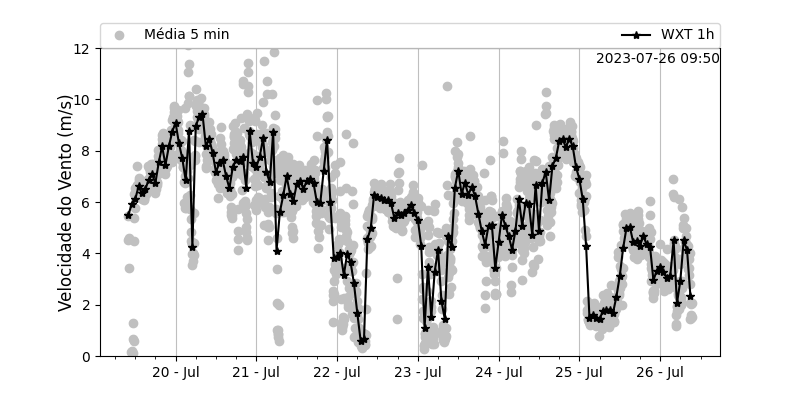 Média 5 min
WXT 1h
2023-07-26 09:50
Velocidade do Vento (m/s)
12
10
8
6
4
2
0
20 - Jul
21 - Jul
22 - Jul
23 - Jul
24 - Jul
25 - Jul
26 - Jul